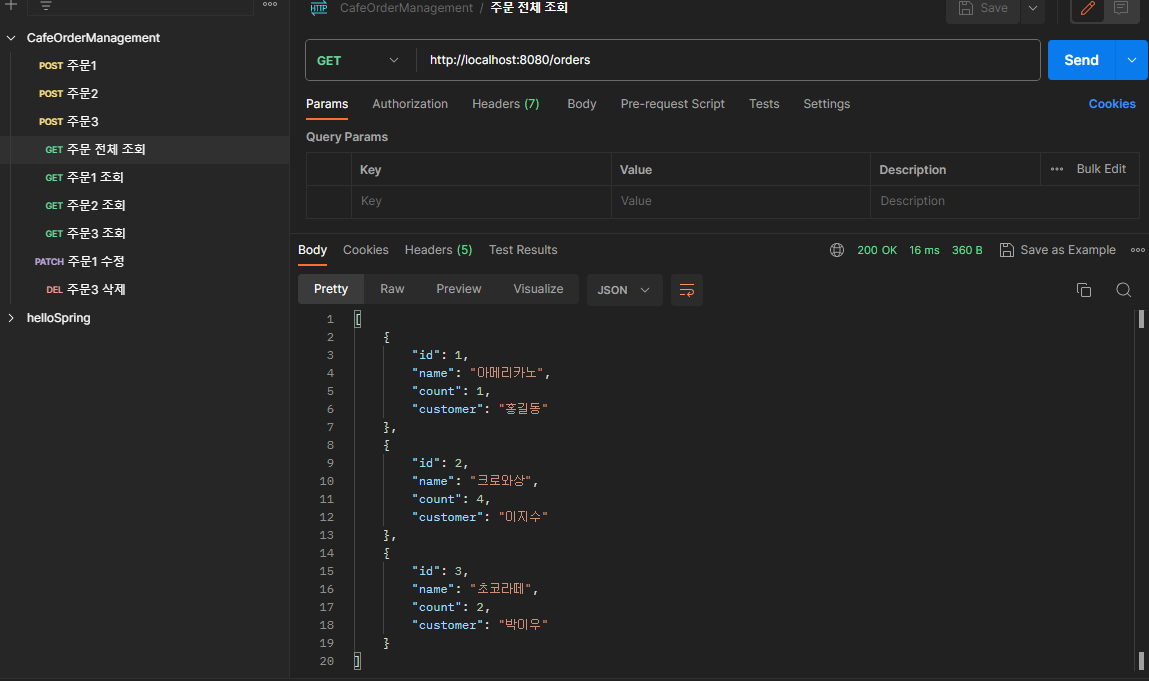 CafeOrderManagement
POST 주문1
POST 주문2
POST 주문3
GET 주문 전체 조회
GET 주문1 조회
GET 주문2 조회
GET 주문3 조회
PATCH 주문1 수정
DEL 주문3 삭제
helloSpring
HTTP CafeOrderManagement / 주문 전체 조회
Save
GET http://localhost:8080/orders
Send
Params Authorization Headers (7) Body Pre-request Script Tests Settings Cookies
Query Params
Key Value Description Bulk Edit
Key Value Description
Body Cookies Headers (5) Test Results 200 OK 16 ms 360 B Save as Example
Pretty Raw Preview Visualize JSON
1 [
2 {
3 "id": 1,
4 "name": "아메리카노",
5 "count": 1,
6 "customer": "홍길동"
7 },
8 {
9 "id": 2,
10 "name": "크로와상",
11 "count": 4,
12 "customer": "이지수"
13 },
14 {
15 "id": 3,
16 "name": "초코라떼",
17 "count": 2,
18 "customer": "박이우"
19 }
20 ]